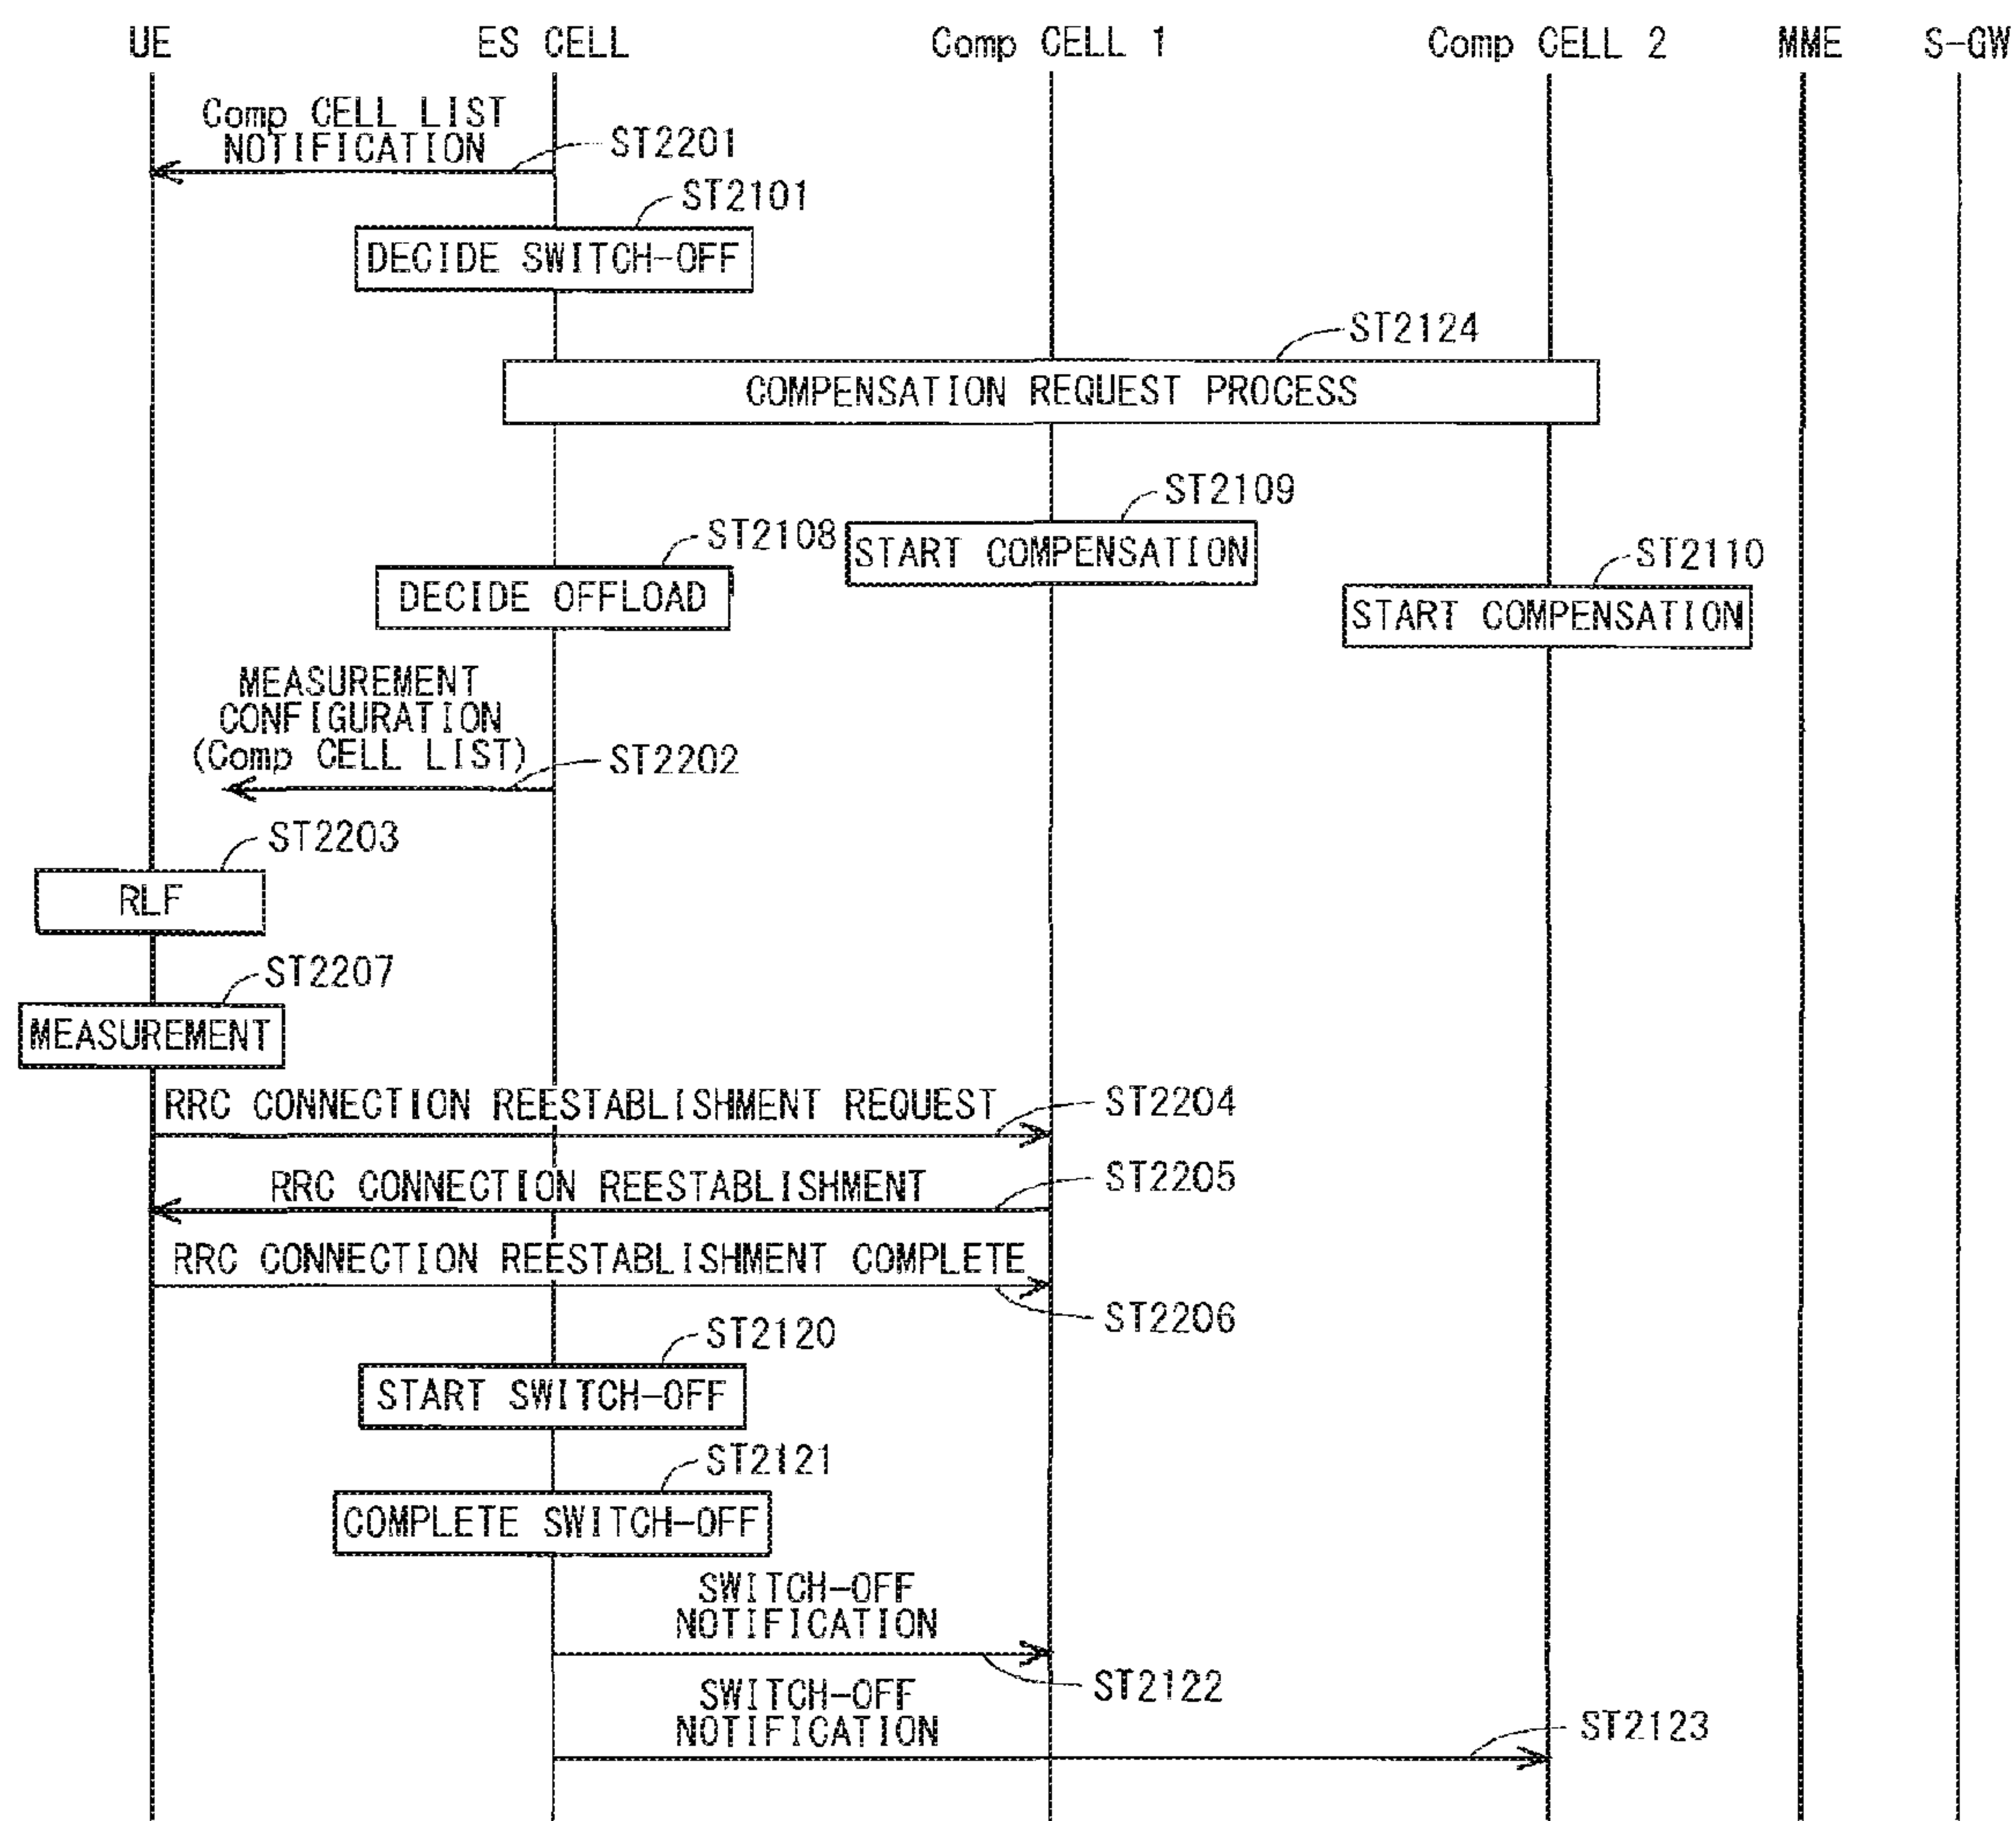 UE
ES CELL
Comp CELL 1
Comp CELL 2
MME
S-GW
Comp CELL LIST
NOTIFICATION
ST2201
ST2101
DECIDE SWITCH-OFF
ST2124
COMPENSATION REQUEST PROCESS
ST2109
START COMPENSATION
ST2108
DECIDE OFFLOAD
ST2110
START COMPENSATION
MEASUREMENT
CONFIGURATION
(Comp CELL LIST)
ST2202
ST2203
RLF
ST2207
MEASUREMENT
RRC CONNECTION REESTABLISHMENT REQUEST
ST2204
RRC CONNECTION REESTABLISHMENT
ST2205
RRC CONNECTION REESTABLISHMENT COMPLETE
ST2206
ST2120
START SWITCH-OFF
ST2121
COMPLETE SWITCH-OFF
SWITCH-OFF
NOTIFICATION
ST2122
SWITCH-OFF
NOTIFICATION
ST2123